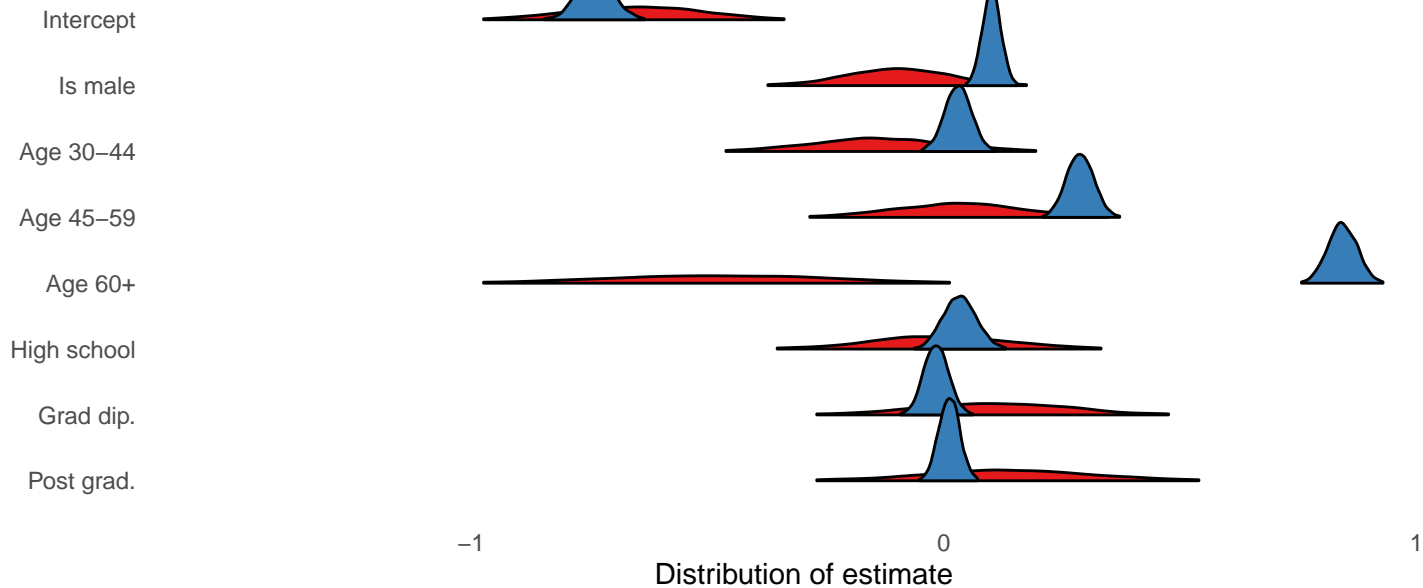 Intercept
Is male
Age 30–44
Age 45–59
Age 60+
High school
Grad dip.
Post grad.
−1 0 1
Distribution of estimate